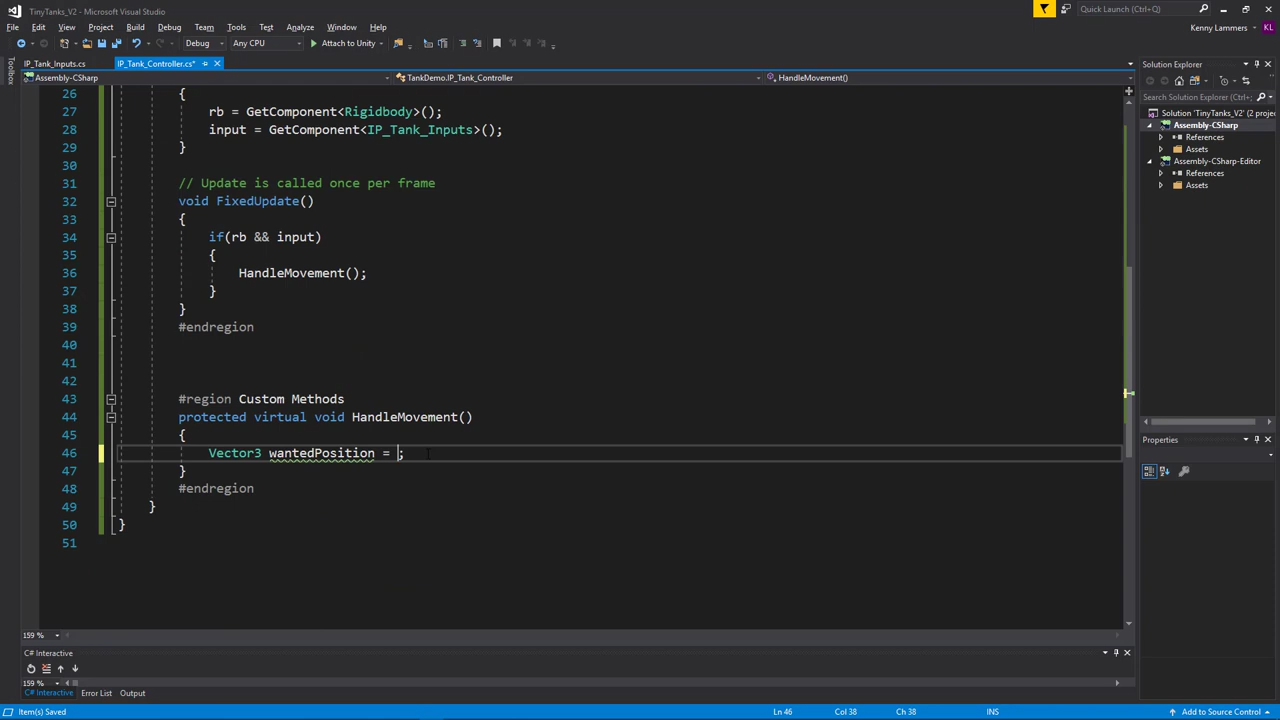 TinyTanks_V2 - Microsoft Visual Studio
Quick Launch (Ctrl+Q)
File Edit View Project Build Debug Team Tools Test Analyze Window Help
Kenny Lammers KL
Debug Any CPU Attach to Unity
Toolbox
IP_Tank_Inputs.cs IP_Tank_Controller.cs*
Assembly-CSharp TankDemo.IP_Tank_Controller HandleMovement()
26 {
27 rb = GetComponent<Rigidbody>();
28 input = GetComponent<IP_Tank_Inputs>();
29 }
30
31 // Update is called once per frame
32 void FixedUpdate()
33 {
34 if(rb && input)
35 {
36 HandleMovement();
37 }
38 }
39 #endregion
40
41
42
43 #region Custom Methods
44 protected virtual void HandleMovement()
45 {
46 Vector3 wantedPosition = ;
47 }
48 #endregion
49 }
50 }
51
159 %
C# Interactive
159 %
C# Interactive Error List Output
Solution Explorer
Search Solution Explorer (Ctrl+;)
Solution 'TinyTanks_V2' (2 projec
Assembly-CSharp
References
Assets
Assembly-CSharp-Editor
References
Assets
Properties
Item(s) Saved Ln 46 Col 38 Ch 38 INS Add to Source Control